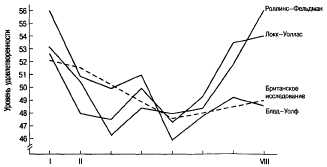 Уровень удовлетворенности
56
55
54
53
52
51
50
49
48
47
46
I
II
VIII
Роллинс–Фельдман
Локк–Уоллас
Британское
исследование
Блад–Уолф